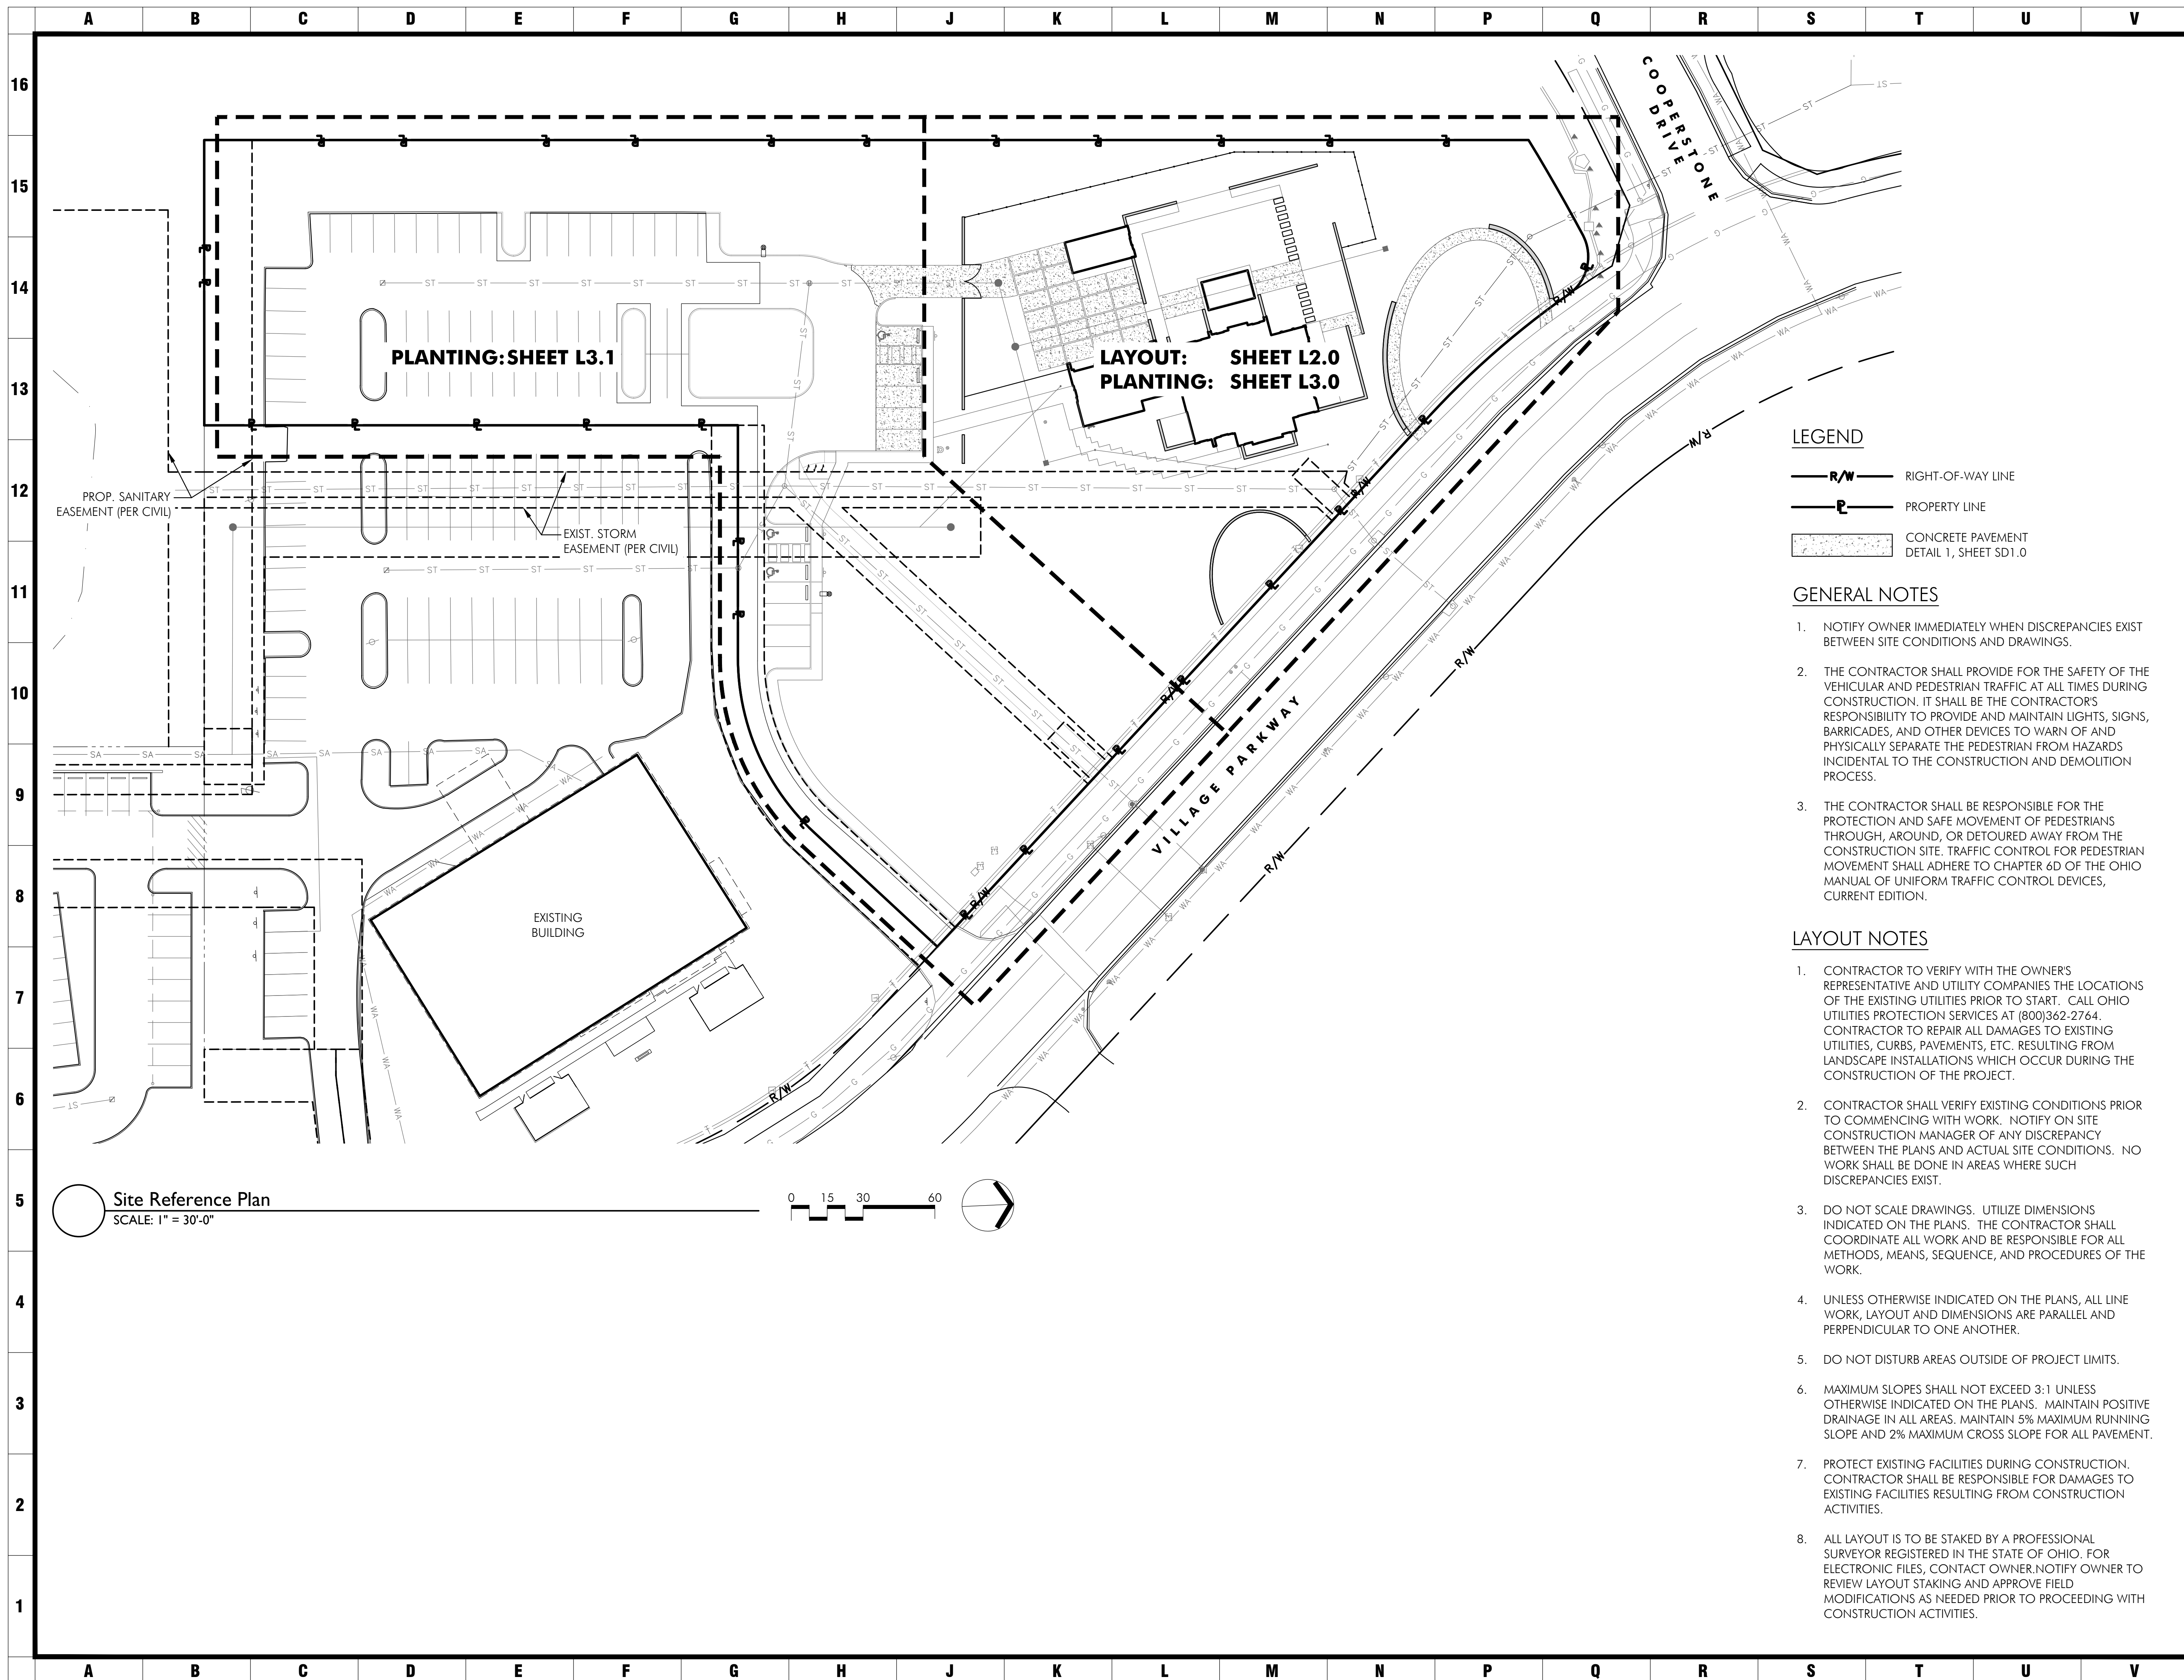 A B C D E F G H J K L M N P Q R S T U V
16
15
14
13
12
11
10
9
8
7
6
5
4
3
2
1
COOPERSTONE
DRIVE
PLANTING: SHEET L3.1
LAYOUT: SHEET L2.0
PLANTING: SHEET L3.0
PROP. SANITARY
EASEMENT (PER CIVIL)
EXIST. STORM
EASEMENT (PER CIVIL)
VILLAGE PARKWAY
EXISTING
BUILDING
Site Reference Plan
SCALE: 1" = 30'-0"
0 15 30 60
LEGEND
R/W RIGHT-OF-WAY LINE
PL PROPERTY LINE
CONCRETE PAVEMENT
DETAIL 1, SHEET SD1.0
GENERAL NOTES
1. NOTIFY OWNER IMMEDIATELY WHEN DISCREPANCIES EXIST
BETWEEN SITE CONDITIONS AND DRAWINGS.
2. THE CONTRACTOR SHALL PROVIDE FOR THE SAFETY OF THE
VEHICULAR AND PEDESTRIAN TRAFFIC AT ALL TIMES DURING
CONSTRUCTION. IT SHALL BE THE CONTRACTOR'S
RESPONSIBILITY TO PROVIDE AND MAINTAIN LIGHTS, SIGNS,
BARRICADES, AND OTHER DEVICES TO WARN OF AND
PHYSICALLY SEPARATE THE PEDESTRIAN FROM HAZARDS
INCIDENTAL TO THE CONSTRUCTION AND DEMOLITION
PROCESS.
3. THE CONTRACTOR SHALL BE RESPONSIBLE FOR THE
PROTECTION AND SAFE MOVEMENT OF PEDESTRIANS
THROUGH, AROUND, OR DETOURED AWAY FROM THE
CONSTRUCTION SITE. TRAFFIC CONTROL FOR PEDESTRIAN
MOVEMENT SHALL ADHERE TO CHAPTER 6D OF THE OHIO
MANUAL OF UNIFORM TRAFFIC CONTROL DEVICES,
CURRENT EDITION.
LAYOUT NOTES
1. CONTRACTOR TO VERIFY WITH THE OWNER'S
REPRESENTATIVE AND UTILITY COMPANIES THE LOCATIONS
OF THE EXISTING UTILITIES PRIOR TO START. CALL OHIO
UTILITIES PROTECTION SERVICES AT (800)362-2764.
CONTRACTOR TO REPAIR ALL DAMAGES TO EXISTING
UTILITIES, CURBS, PAVEMENTS, ETC. RESULTING FROM
LANDSCAPE INSTALLATIONS WHICH OCCUR DURING THE
CONSTRUCTION OF THE PROJECT.
2. CONTRACTOR SHALL VERIFY EXISTING CONDITIONS PRIOR
TO COMMENCING WITH WORK. NOTIFY ON SITE
CONSTRUCTION MANAGER OF ANY DISCREPANCY
BETWEEN THE PLANS AND ACTUAL SITE CONDITIONS. NO
WORK SHALL BE DONE IN AREAS WHERE SUCH
DISCREPANCIES EXIST.
3. DO NOT SCALE DRAWINGS. UTILIZE DIMENSIONS
INDICATED ON THE PLANS. THE CONTRACTOR SHALL
COORDINATE ALL WORK AND BE RESPONSIBLE FOR ALL
METHODS, MEANS, SEQUENCE, AND PROCEDURES OF THE
WORK.
4. UNLESS OTHERWISE INDICATED ON THE PLANS, ALL LINE
WORK, LAYOUT AND DIMENSIONS ARE PARALLEL AND
PERPENDICULAR TO ONE ANOTHER.
5. DO NOT DISTURB AREAS OUTSIDE OF PROJECT LIMITS.
6. MAXIMUM SLOPES SHALL NOT EXCEED 3:1 UNLESS
OTHERWISE INDICATED ON THE PLANS. MAINTAIN POSITIVE
DRAINAGE IN ALL AREAS. MAINTAIN 5% MAXIMUM RUNNING
SLOPE AND 2% MAXIMUM CROSS SLOPE FOR ALL PAVEMENT.
7. PROTECT EXISTING FACILITIES DURING CONSTRUCTION.
CONTRACTOR SHALL BE RESPONSIBLE FOR DAMAGES TO
EXISTING FACILITIES RESULTING FROM CONSTRUCTION
ACTIVITIES.
8. ALL LAYOUT IS TO BE STAKED BY A PROFESSIONAL
SURVEYOR REGISTERED IN THE STATE OF OHIO. FOR
ELECTRONIC FILES, CONTACT OWNER.NOTIFY OWNER TO
REVIEW LAYOUT STAKING AND APPROVE FIELD
MODIFICATIONS AS NEEDED PRIOR TO PROCEEDING WITH
CONSTRUCTION ACTIVITIES.
A B C D E F G H J K L M N P Q R S T U V